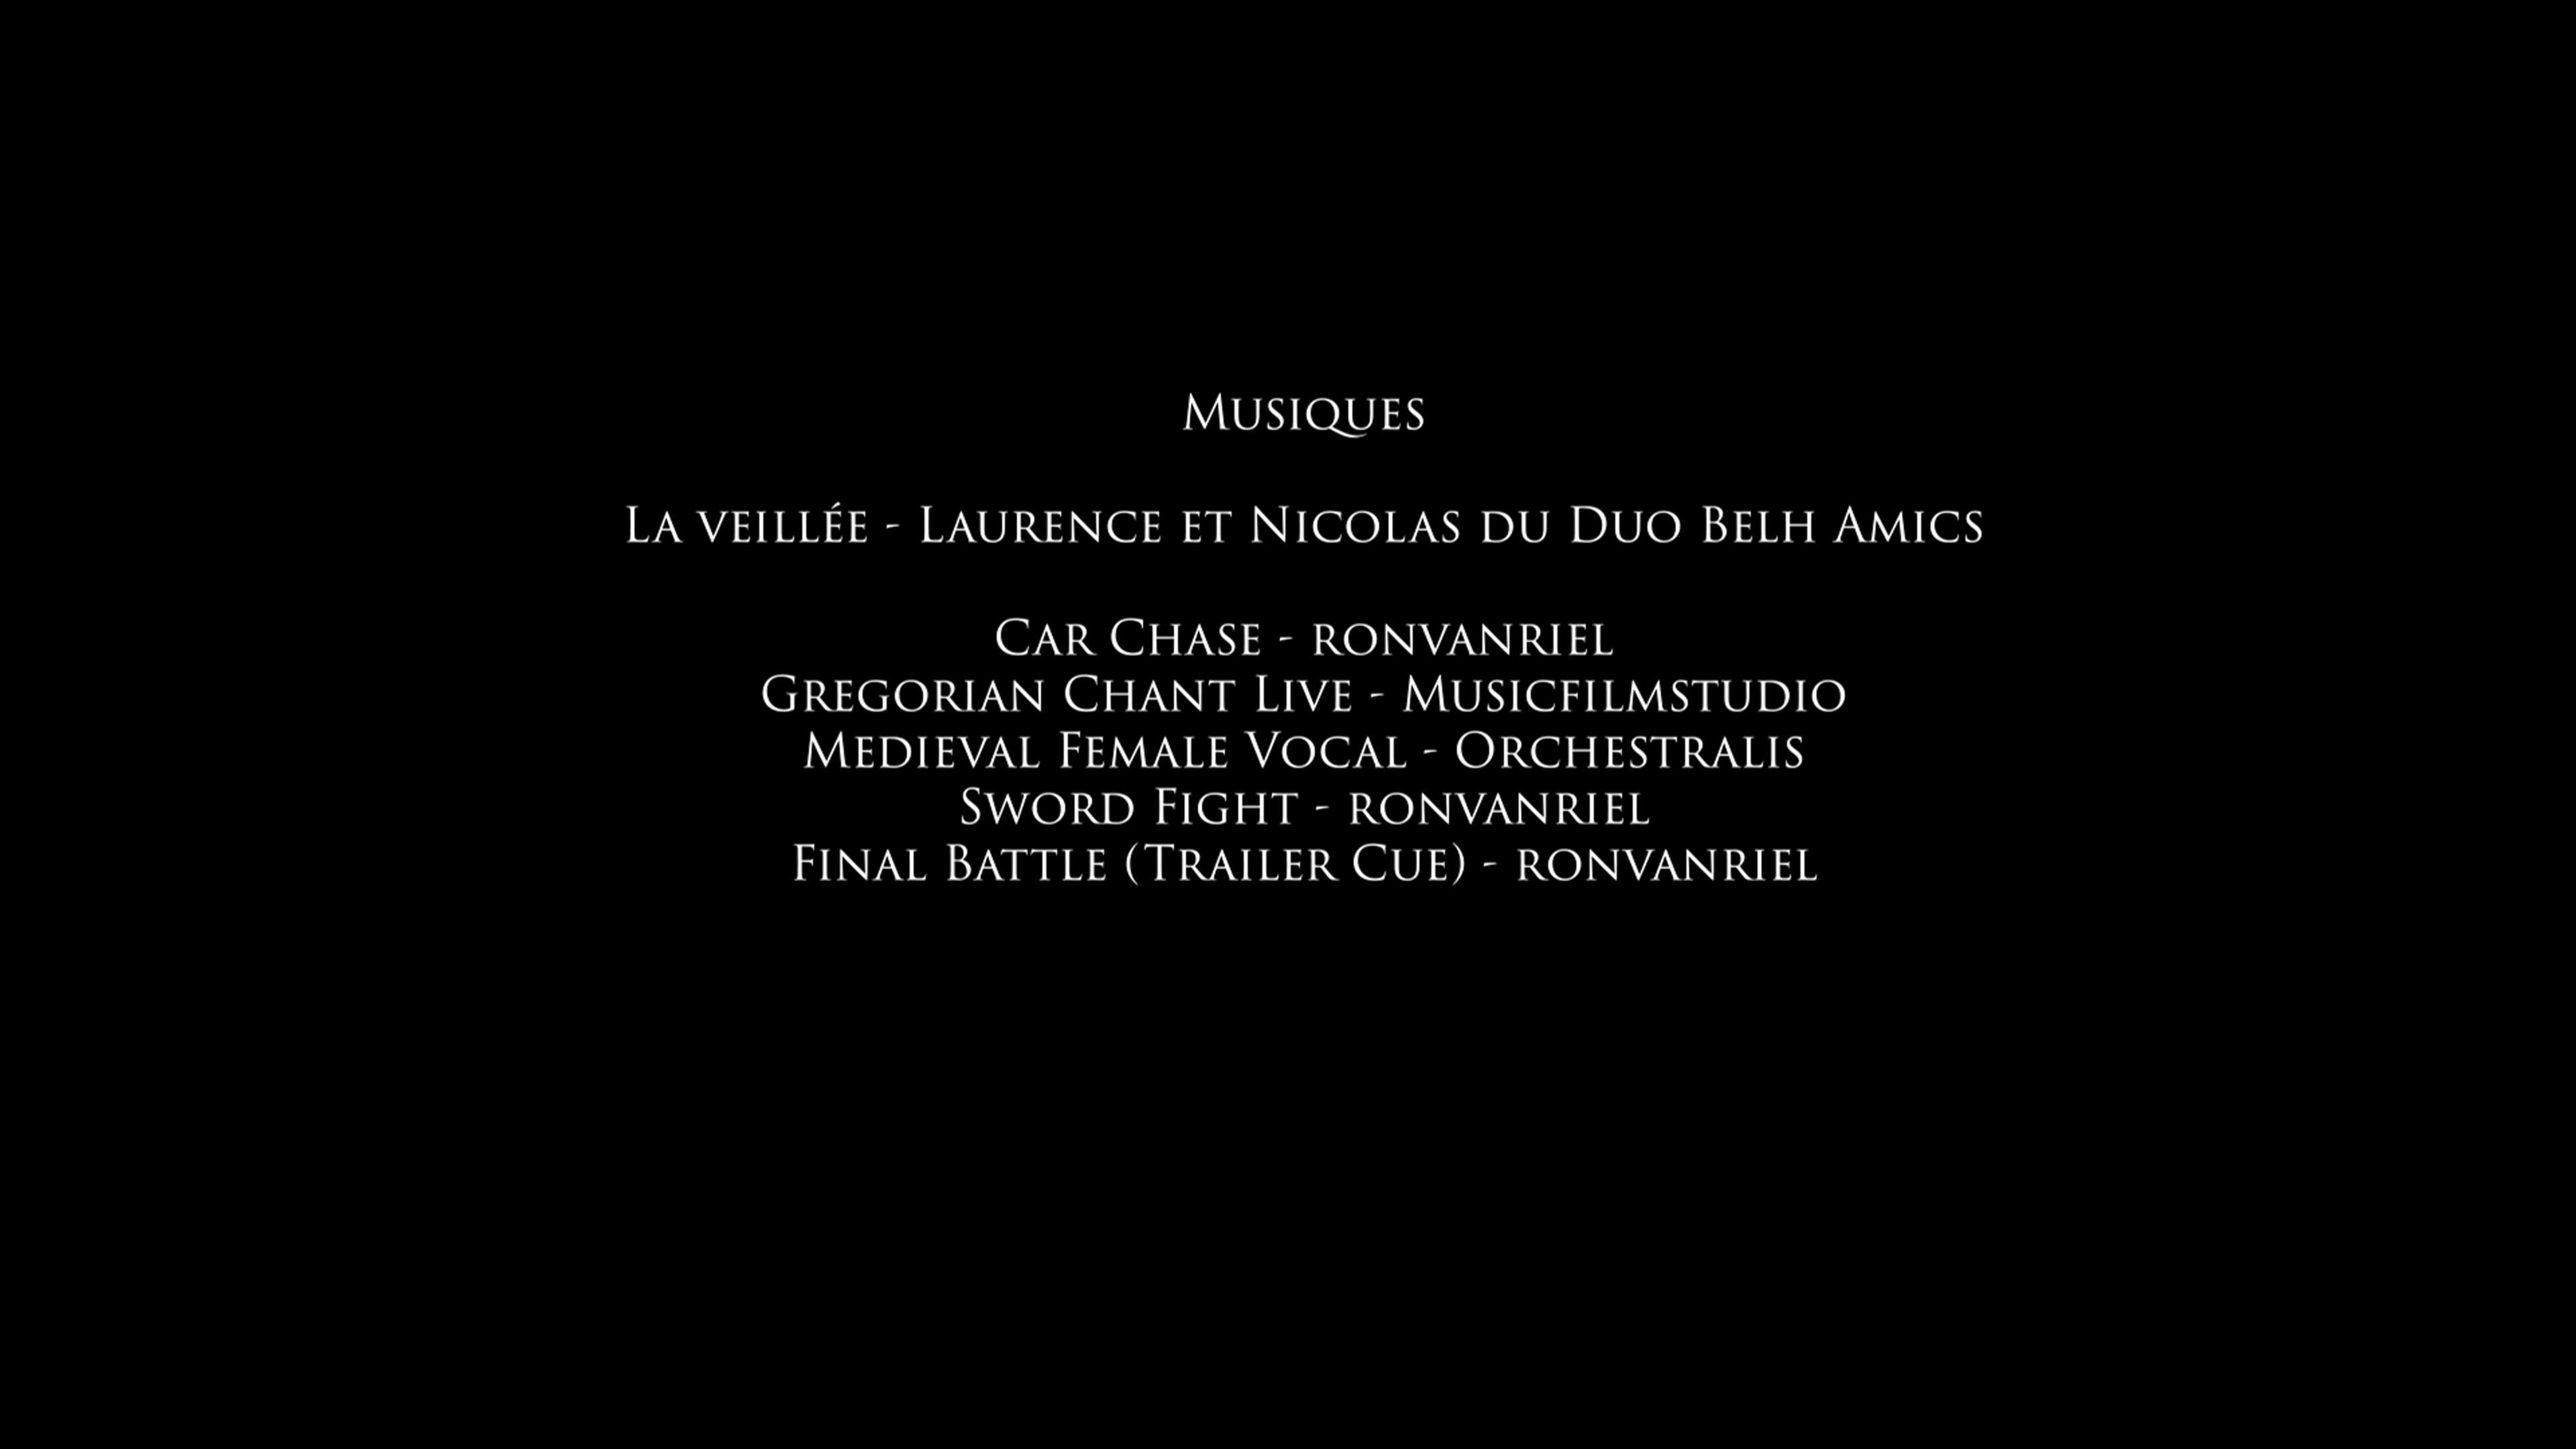 Musiques
La veillée - Laurence et Nicolas du Duo Belh Amics
Car Chase - ronvanriel
Gregorian Chant Live - Musicfilmstudio
Medieval Female Vocal - Orchestralis
Sword Fight - ronvanriel
Final Battle (Trailer Cue) - ronvanriel